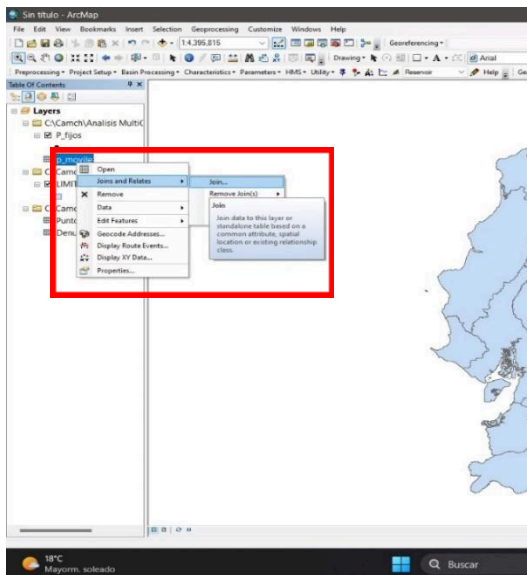 Sin título - ArcMap
File Edit View Bookmarks Insert Selection Geoprocessing Customize Windows Help
1:4.395.815 Georeferencing
Drawing A Arial
Preprocessing Project Setup Basin Processing Characteristics Parameters HMS Utility Reservoir Help Ge
Table Of Contents
Layers
C:\Camch\Analisis MultiC
P_fijos
p_movile
C:\Camc
LIMIT
C:\Camc
Punto
Denu
Open
Joins and Relates
Remove
Data
Edit Features
Geocode Addresses...
Display Route Events...
Display XY Data...
Properties...
Join...
Remove Join(s)
Join
Join data to this layer or
standalone table based on a
common attribute, spatial
location or existing relationship
class.
18°C
Mayorm. soleado
Buscar